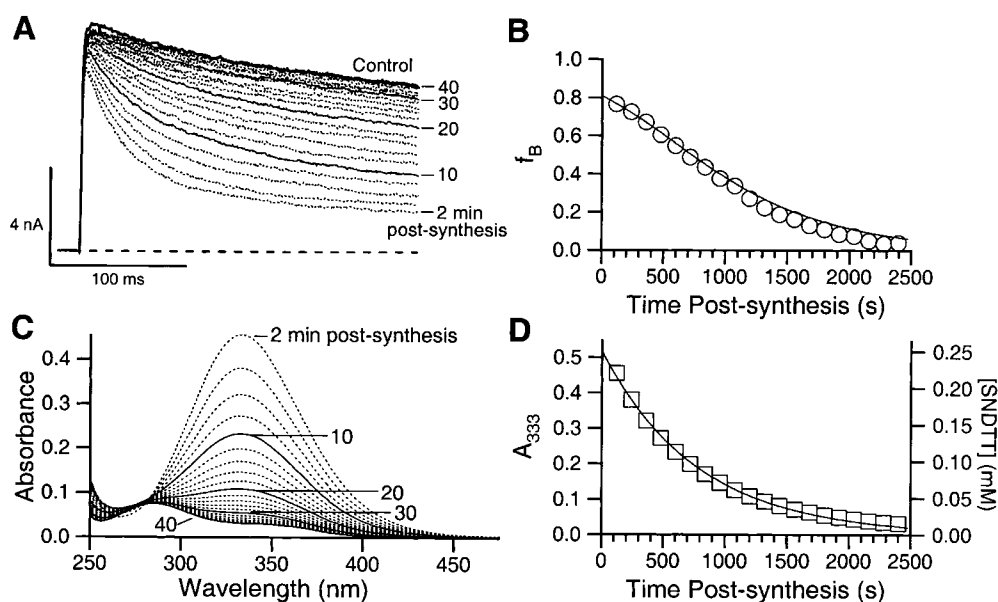 A
Control
40
30
20
10
2 min
post-synthesis
4 nA
100 ms
B
1.0
0.8
0.6
0.4
0.2
0.0
f_B
0 500 1000 1500 2000 2500
Time Post-synthesis (s)
C
2 min post-synthesis
0.4
0.3
0.2
0.1
0.0
Absorbance
10
20
30
40
250 300 350 400 450
Wavelength (nm)
D
0.5
0.4
0.3
0.2
0.1
0.0
A_333
0.25
0.20
0.15
0.10
0.05
0.00
[SNDTT] (mM)
0 500 1000 1500 2000 2500
Time Post-synthesis (s)